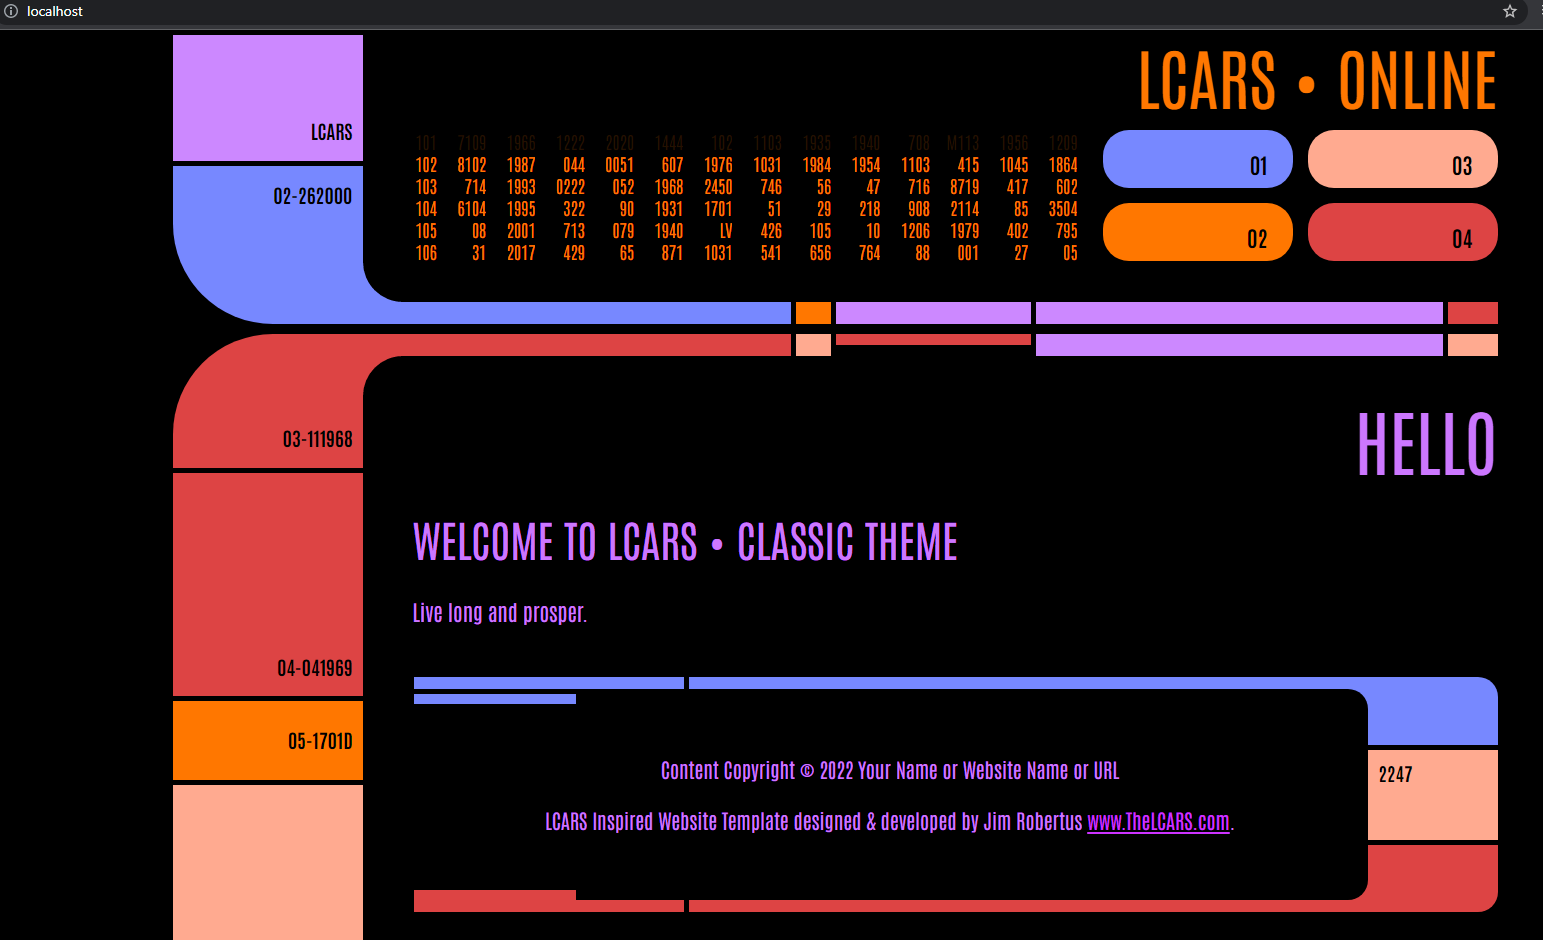 localhost
LCARS • ONLINE
LCARS
101 7109 1966 1222 2020 1444 102 1103 1935 1940 708 M113 1956 1209
102 8102 1987 044 0051 607 1976 1031 1984 1954 1103 415 1045 1864
01 03
02-262000
103 714 1993 0222 052 1968 2450 746 56 47 716 8719 417 602
104 6104 1995 322 90 1931 1701 51 29 218 908 2114 85 3504
105 08 2001 713 079 1940 LV 426 105 10 1206 1979 402 795
02 04
106 31 2017 429 65 871 1031 541 656 764 88 001 27 05
03-111968
HELLO
WELCOME TO LCARS • CLASSIC THEME
Live long and prosper.
04-041969
05-1701D
Content Copyright © 2022 Your Name or Website Name or URL
2247
LCARS Inspired Website Template designed & developed by Jim Robertus www.TheLCARS.com.